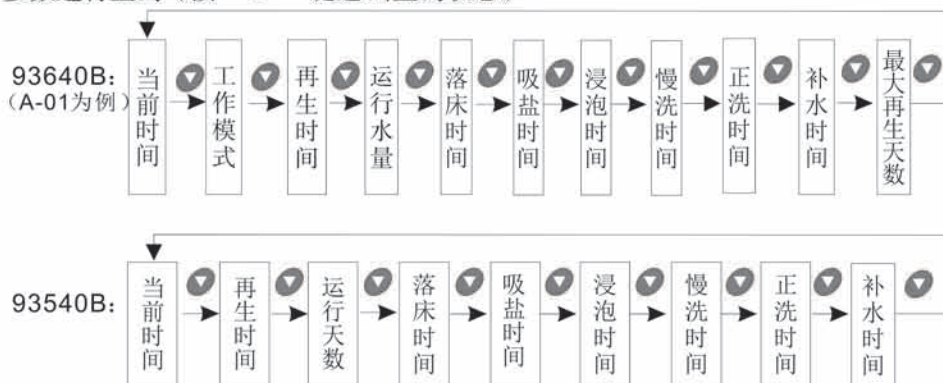 93640B:
(A-01为例)
当前时间
工作模式
再生时间
运行水量
落床时间
吸盐时间
浸泡时间
慢洗时间
正洗时间
补水时间
最大再生天数
93540B:
当前时间
再生时间
运行天数
落床时间
吸盐时间
浸泡时间
慢洗时间
正洗时间
补水时间